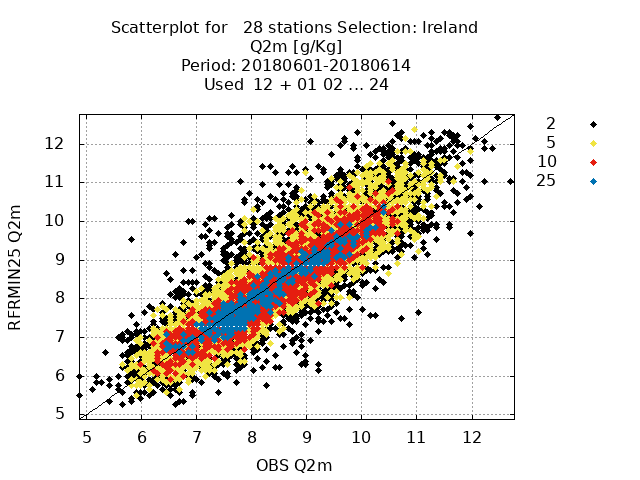 Scatterplot for   28 stations Selection: Ireland
Q2m [g/Kg]
Period: 20180601-20180614
Used  12 + 01 02 ... 24
2
5
10
25
12
11
10
9
8
7
6
5
RFRMIN25 Q2m
5 6 7 8 9 10 11 12
OBS Q2m